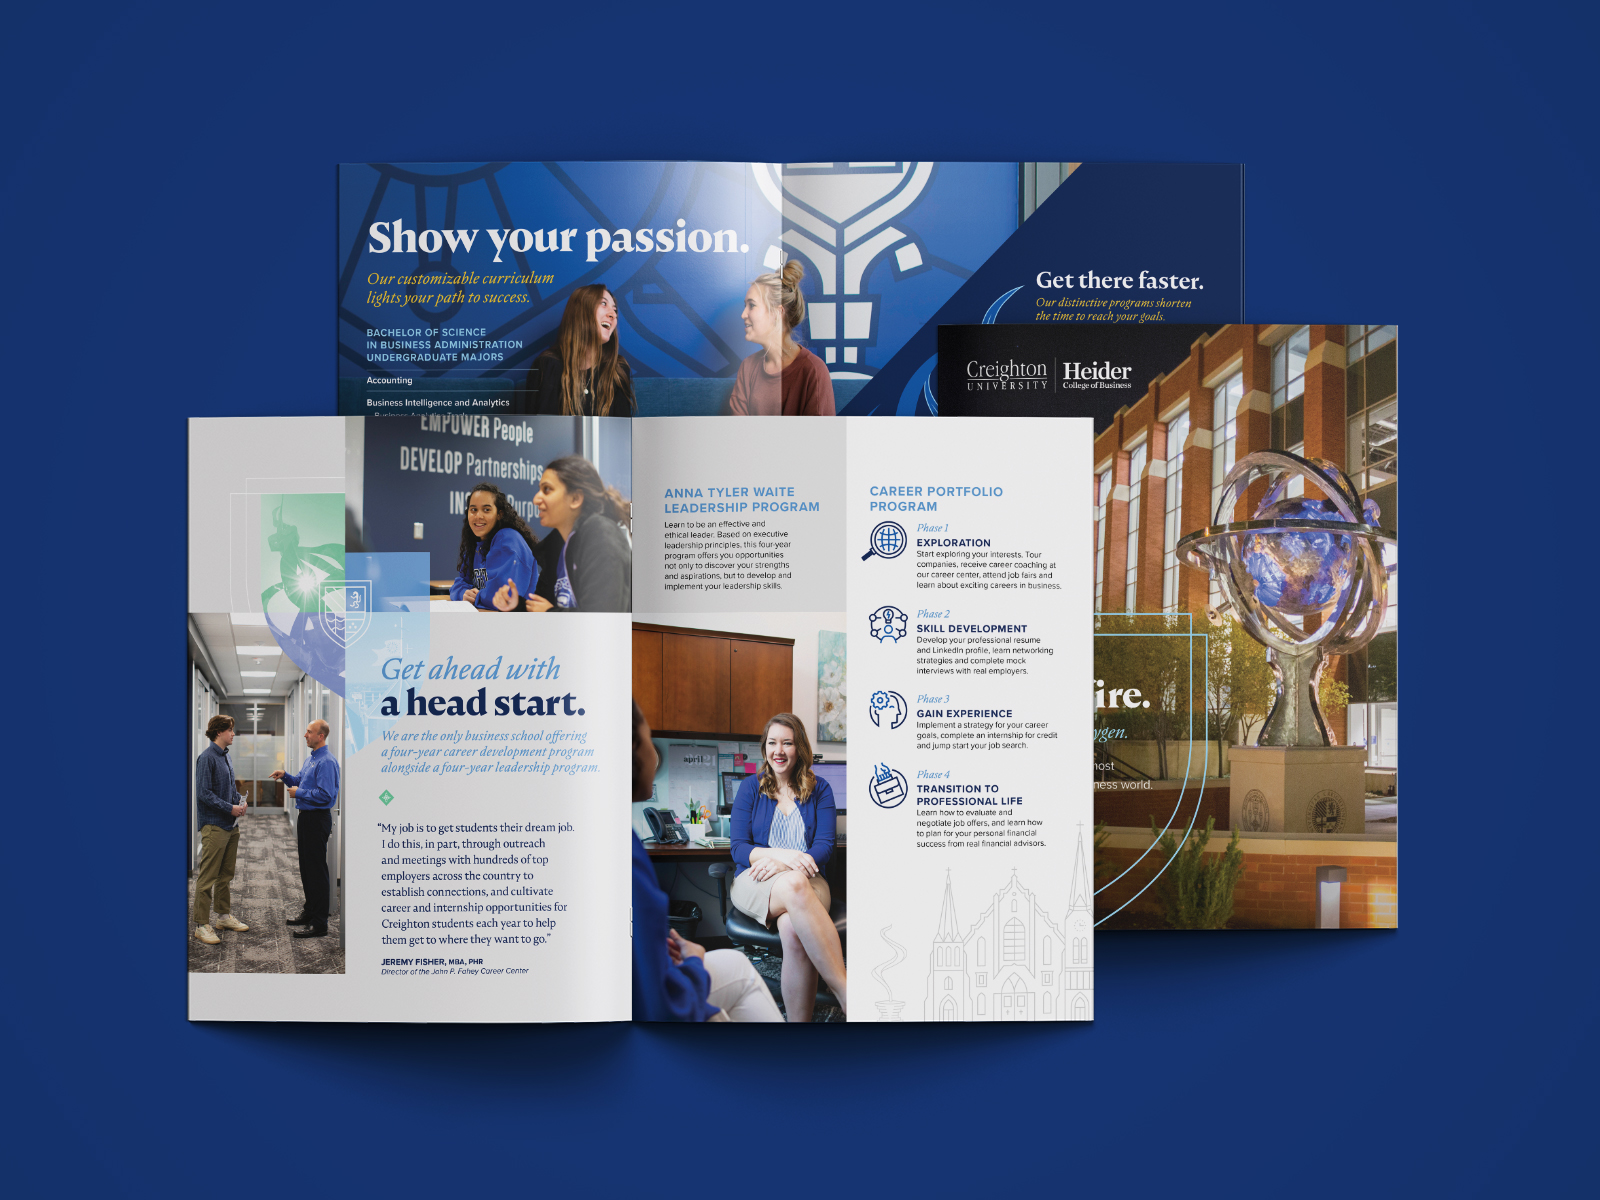 Show your passion.
Our customizable curriculum
lights your path to success.
BACHELOR OF SCIENCE
IN BUSINESS ADMINISTRATION
UNDERGRADUATE MAJORS
Accounting
Business Intelligence and Analytics
Get there faster.
Our distinctive programs shorten
the time to reach your goals.
Creighton
UNIVERSITY
Heider
College of Business
fire.
ygen.
nost
ness world.
EMPOWER People
DEVELOP Partnerships
Get ahead with
a head start.
We are the only business school offering
a four-year career development program
alongside a four-year leadership program.
“My job is to get students their dream job.
I do this, in part, through outreach
and meetings with hundreds of top
employers across the country to
establish connections, and cultivate
career and internship opportunities for
Creighton students each year to help
them get to where they want to go.”
JEREMY FISHER, MBA, PHR
Director of the John P. Fahey Career Center
ANNA TYLER WAITE
LEADERSHIP PROGRAM
Learn to be an effective and
ethical leader. Based on executive
leadership principles, this four-year
program offers you opportunities
not only to discover your strengths
and aspirations, but to develop and
implement your leadership skills.
april
CAREER PORTFOLIO
PROGRAM
Phase 1
EXPLORATION
Start exploring your interests. Tour
companies, receive career coaching at
our career center, attend job fairs and
learn about exciting careers in business.
Phase 2
SKILL DEVELOPMENT
Develop your professional resume
and LinkedIn profile, learn networking
strategies and complete mock
interviews with real employers.
Phase 3
GAIN EXPERIENCE
Implement a strategy for your career
goals, complete an internship for credit
and jump start your job search.
Phase 4
TRANSITION TO
PROFESSIONAL LIFE
Learn how to evaluate and
negotiate job offers, and learn how
to plan for your personal financial
success from real financial advisors.